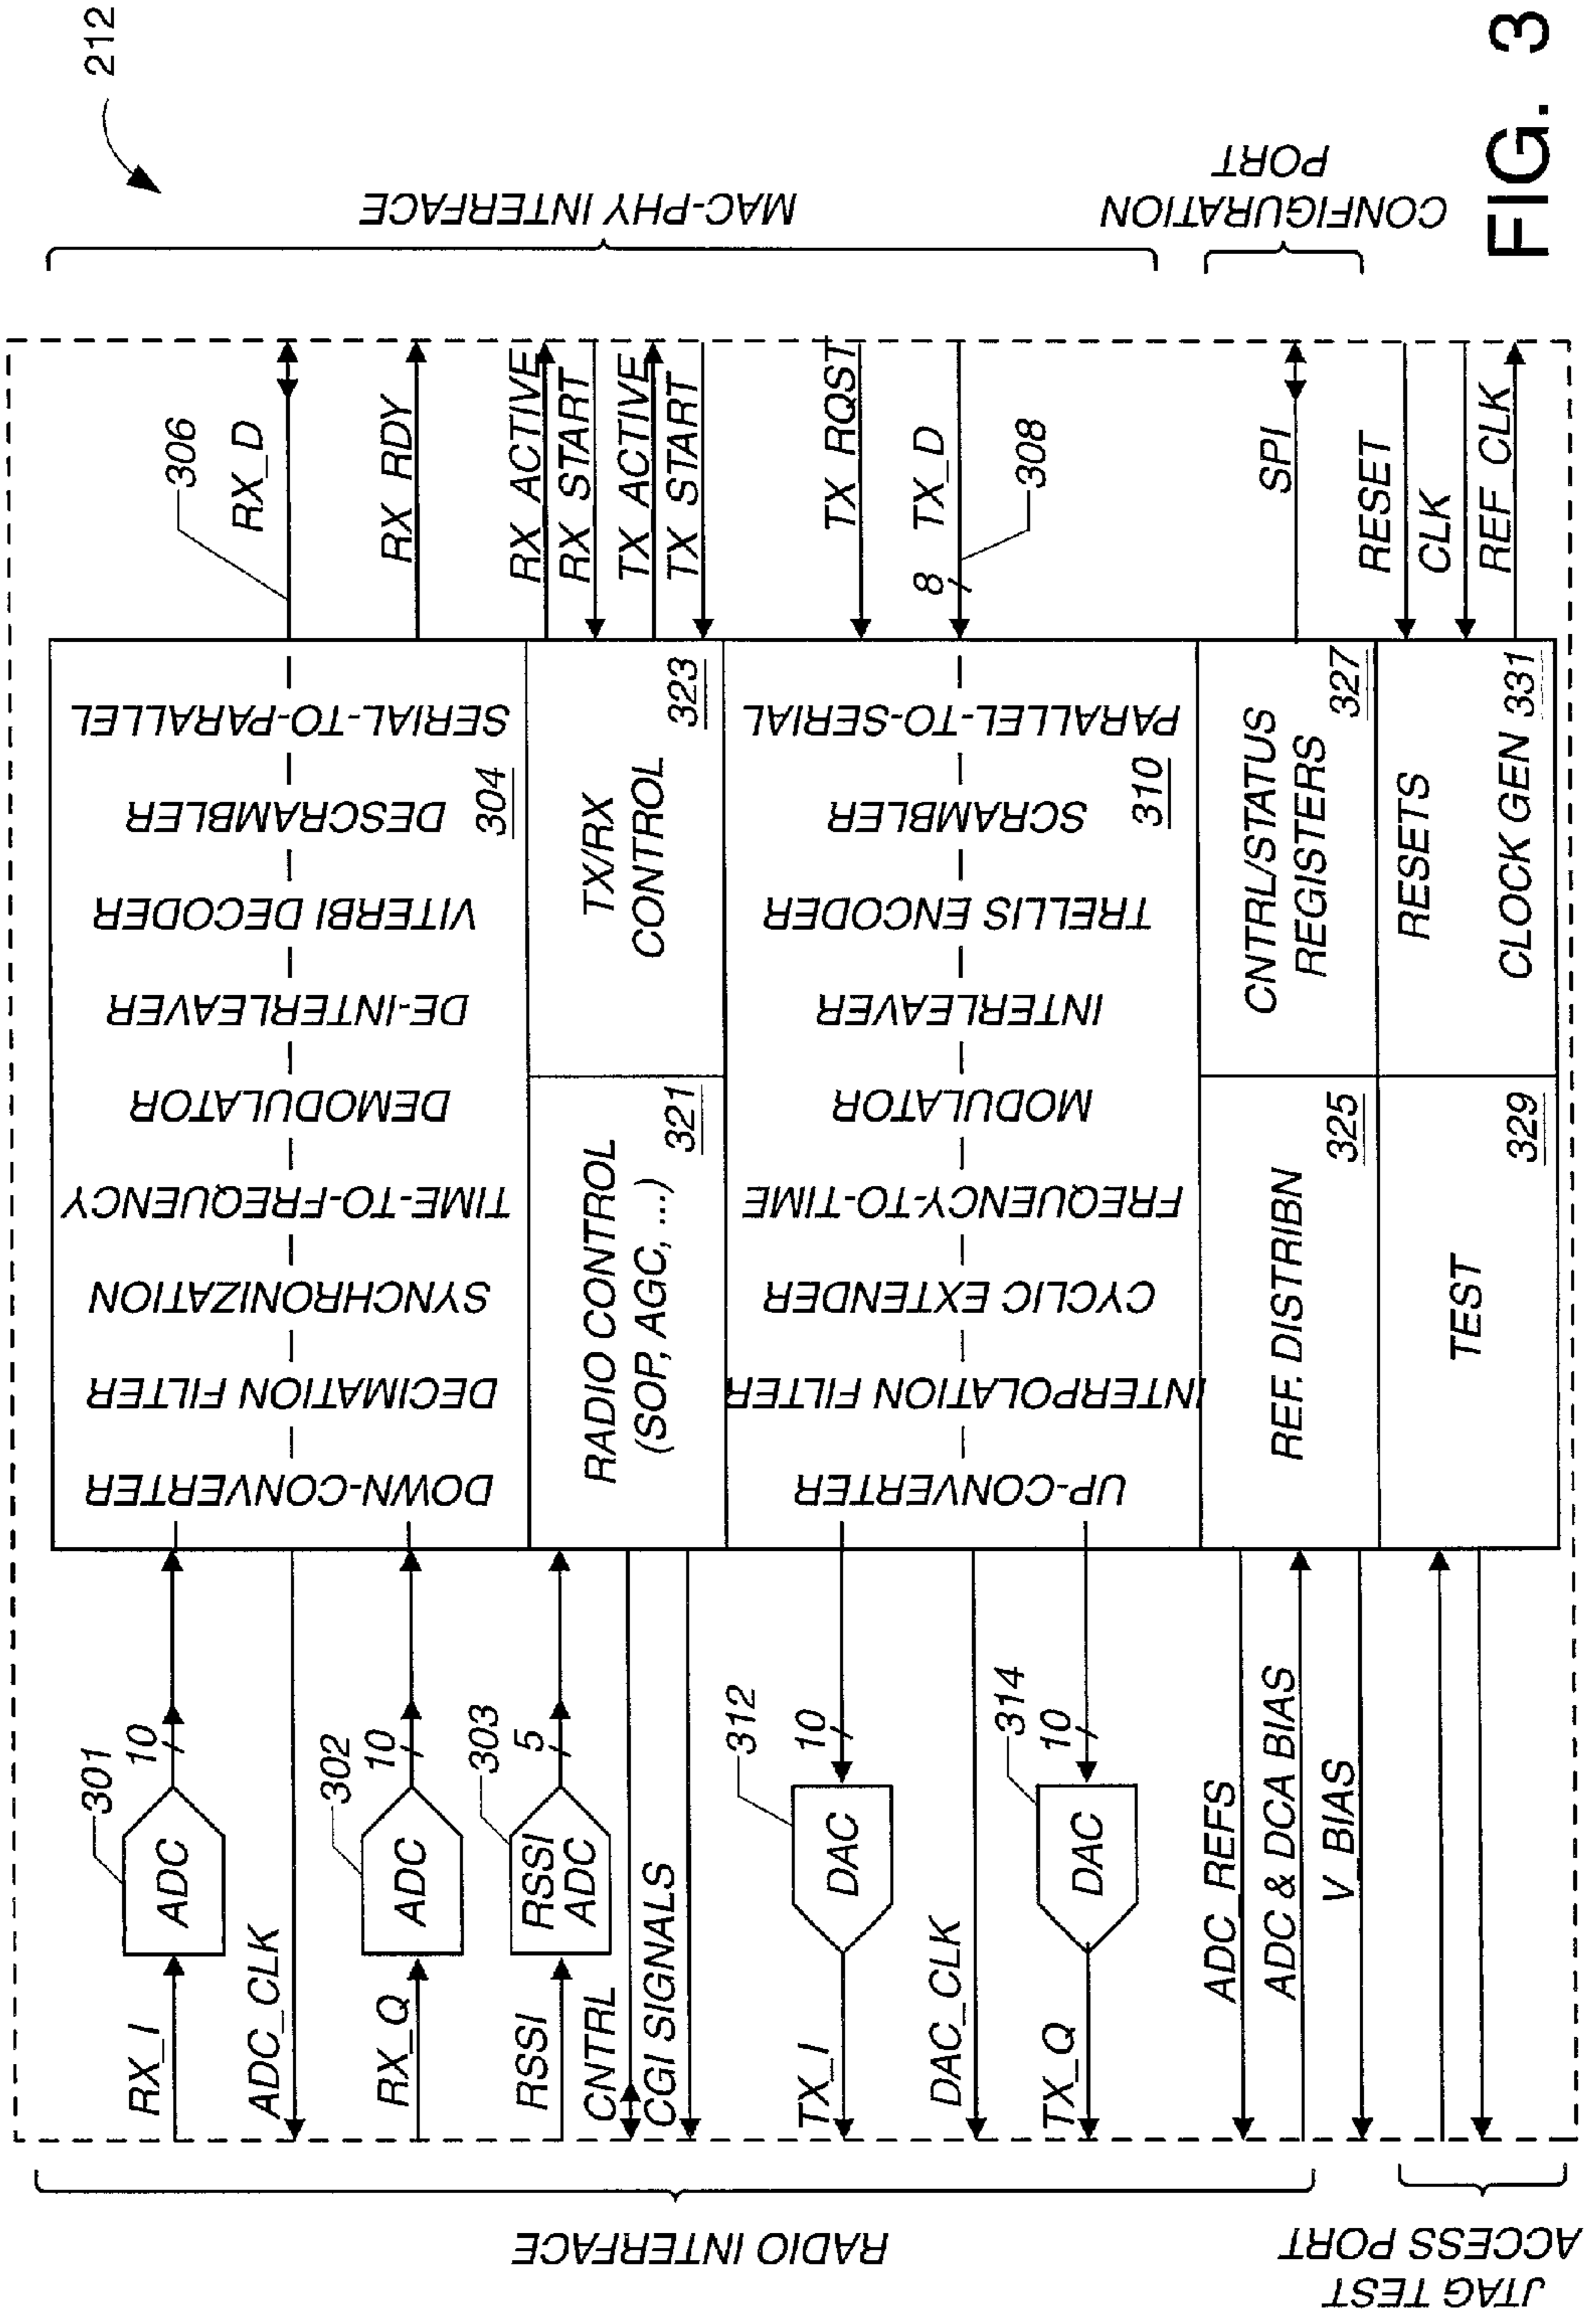 212
RADIO INTERFACE
JTAG TEST
ACCESS PORT
RX_I
301
ADC
10
ADC_CLK
RX_Q
302
ADC
10
RSSI
303
RSSI
ADC
5
CNTRL
CGI SIGNALS
TX_I
312
DAC
10
DAC_CLK
TX_Q
314
DAC
10
ADC_REFS
ADC & DCA BIAS
V_BIAS
DOWN-CONVERTER
DECIMATION FILTER
SYNCHRONIZATION
TIME-TO-FREQUENCY
DEMODULATOR
DE-INTERLEAVER
VITERBI DECODER
DESCRAMBLER
SERIAL-TO-PARALLEL
304
RADIO CONTROL
(SOP, AGC, ...)
321
TX/RX
CONTROL
323
UP-CONVERTER
INTERPOLATION FILTER
CYCLIC EXTENDER
FREQUENCY-TO-TIME
MODULATOR
INTERLEAVER
TRELLIS ENCODER
SCRAMBLER
PARALLEL-TO-SERIAL
310
REF. DISTRIBN
325
CNTRL/STATUS
REGISTERS
327
TEST
329
RESETS
CLOCK GEN 331
306
RX_D
RX_RDY
RX_ACTIVE
RX_START
TX_ACTIVE
TX_START
TX_RQST
8
TX_D
308
SPI
RESET
CLK
REF_CLK
MAC-PHY INTERFACE
CONFIGURATION
PORT
FIG. 3